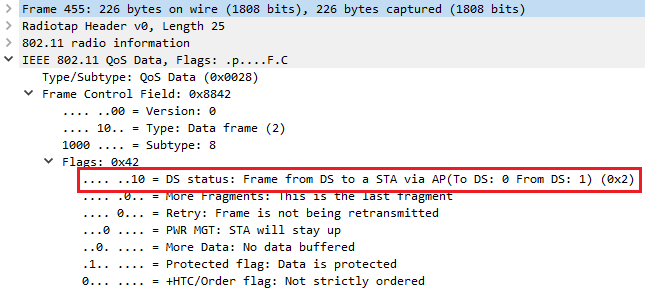 Frame 455: 226 bytes on wire (1808 bits), 226 bytes captured (1808 bits)
Radiotap Header v0, Length 25
802.11 radio information
IEEE 802.11 QoS Data, Flags: .p....F.C
Type/Subtype: QoS Data (0x0028)
Frame Control Field: 0x8842
.... ..00 = Version: 0
.... 10.. = Type: Data frame (2)
1000 .... = Subtype: 8
Flags: 0x42
.... ..10 = DS status: Frame from DS to a STA via AP(To DS: 0 From DS: 1) (0x2)
.... .0.. = More Fragments: This is the last fragment
.... 0... = Retry: Frame is not being retransmitted
...0 .... = PWR MGT: STA will stay up
..0. .... = More Data: No data buffered
.1.. .... = Protected flag: Data is protected
0... .... = +HTC/Order flag: Not strictly ordered